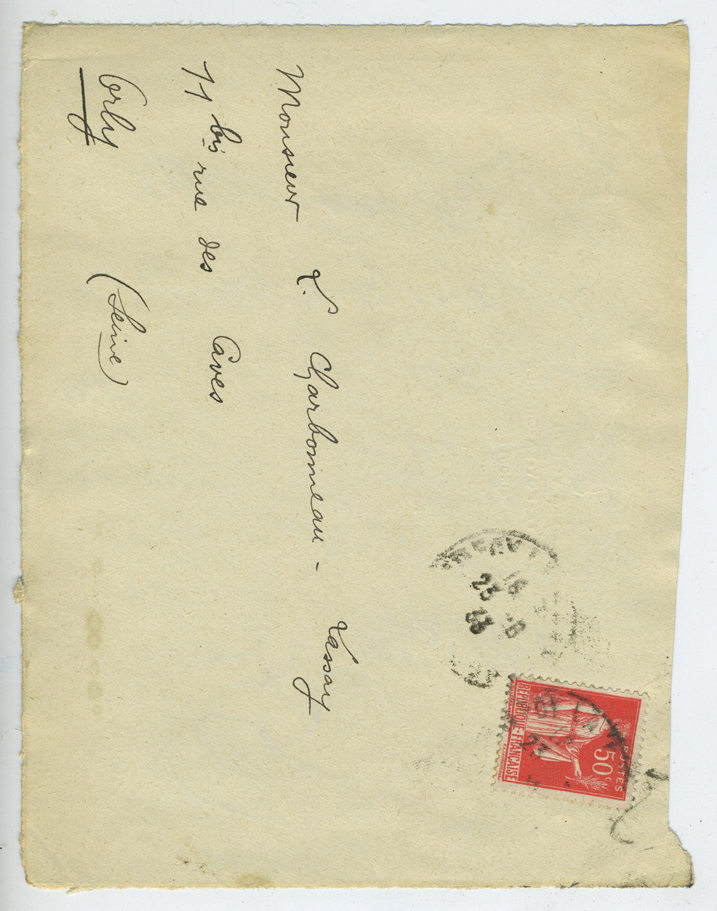 Monsieur L. Charbonneau - Lassay
11 bis rue des Caves
Orly (Seine)
POSTES
50c
REPUBLIQUE FRANÇAISE